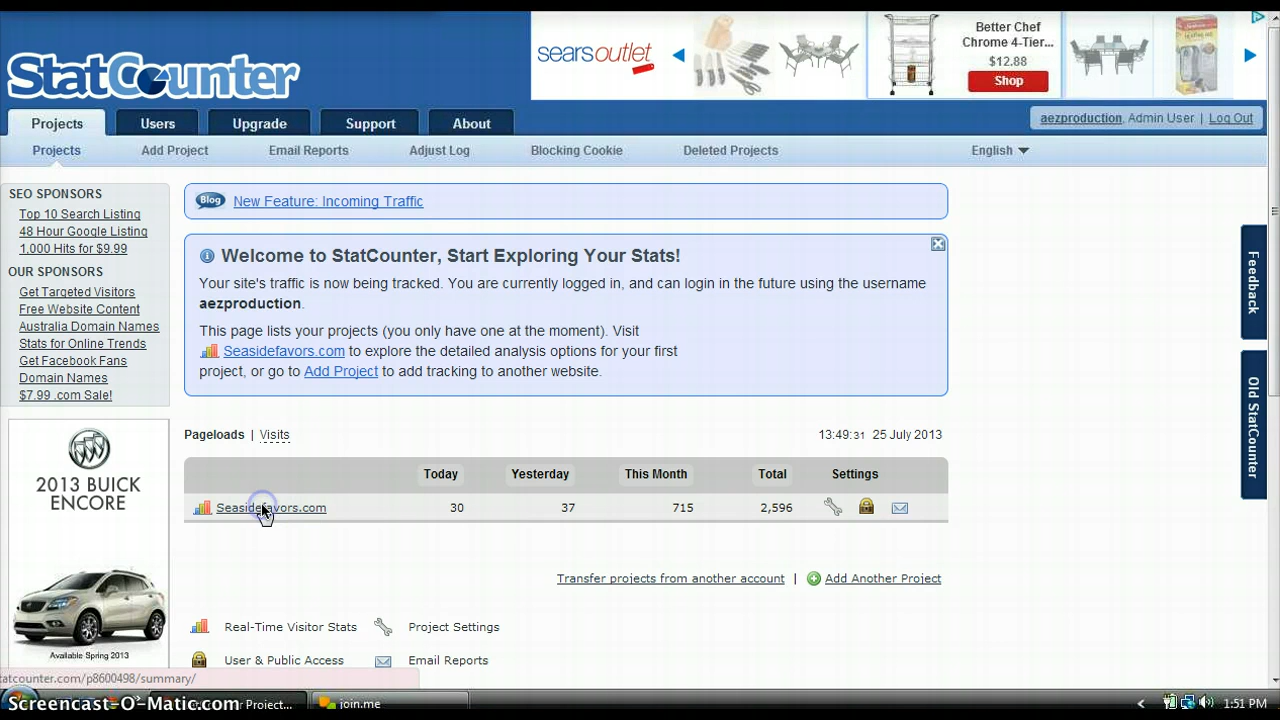 StatCounter
searsoutlet
Better Chef
Chrome 4-Tier...
$12.88
Shop
Projects
Users
Upgrade
Support
About
aezproduction, Admin User | Log Out
Projects
Add Project
Email Reports
Adjust Log
Blocking Cookie
Deleted Projects
English
SEO SPONSORS
Top 10 Search Listing
48 Hour Google Listing
1,000 Hits for $9.99
OUR SPONSORS
Get Targeted Visitors
Free Website Content
Australia Domain Names
Stats for Online Trends
Get Facebook Fans
Domain Names
$7.99 .com Sale!
2013 BUICK
ENCORE
Available Spring 2013
Blog New Feature: Incoming Traffic
Welcome to StatCounter, Start Exploring Your Stats!
Your site's traffic is now being tracked. You are currently logged in, and can login in the future using the username
aezproduction.
This page lists your projects (you only have one at the moment). Visit
Seasidefavors.com to explore the detailed analysis options for your first
project, or go to Add Project to add tracking to another website.
Pageloads | Visits
13:49:31 25 July 2013
Today Yesterday This Month Total Settings
Seasidefavors.com 30 37 715 2,596
Transfer projects from another account | Add Another Project
Real-Time Visitor Stats
Project Settings
User & Public Access
Email Reports
Feedback
Old StatCounter
tatcounter.com/p8600498/summary/
Screencast-O-Matic.com
Project...
join.me
1:51 PM